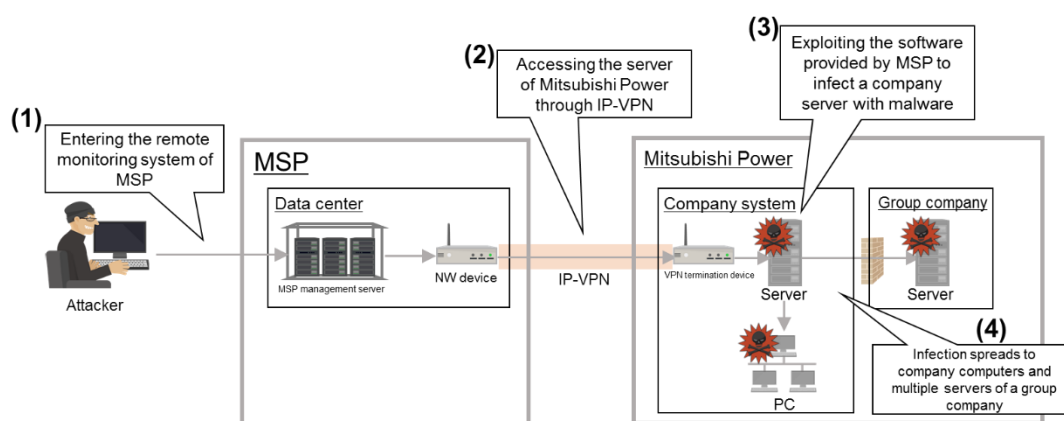 (1)
Entering the remote
monitoring system of
MSP
(2)
Accessing the server
of Mitsubishi Power
through IP-VPN
(3)
Exploiting the software
provided by MSP to
infect a company
server with malware
MSP
Data center
MSP management server
NW device
IP-VPN
Mitsubishi Power
Company system
VPN termination device
Server
PC
Group company
Server
Attacker
(4)
Infection spreads to
company computers and
multiple servers of a group
company